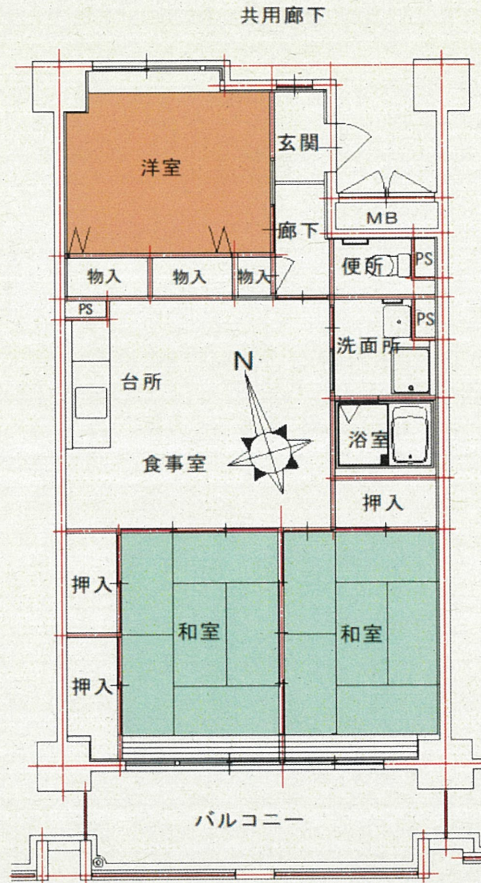 共用廊下
玄関
洋室
廊下
MB
物入
物入
物入
便所
PS
PS
PS
洗面所
台所
N
浴室
食事室
押入
押入
和室
和室
押入
バルコニー